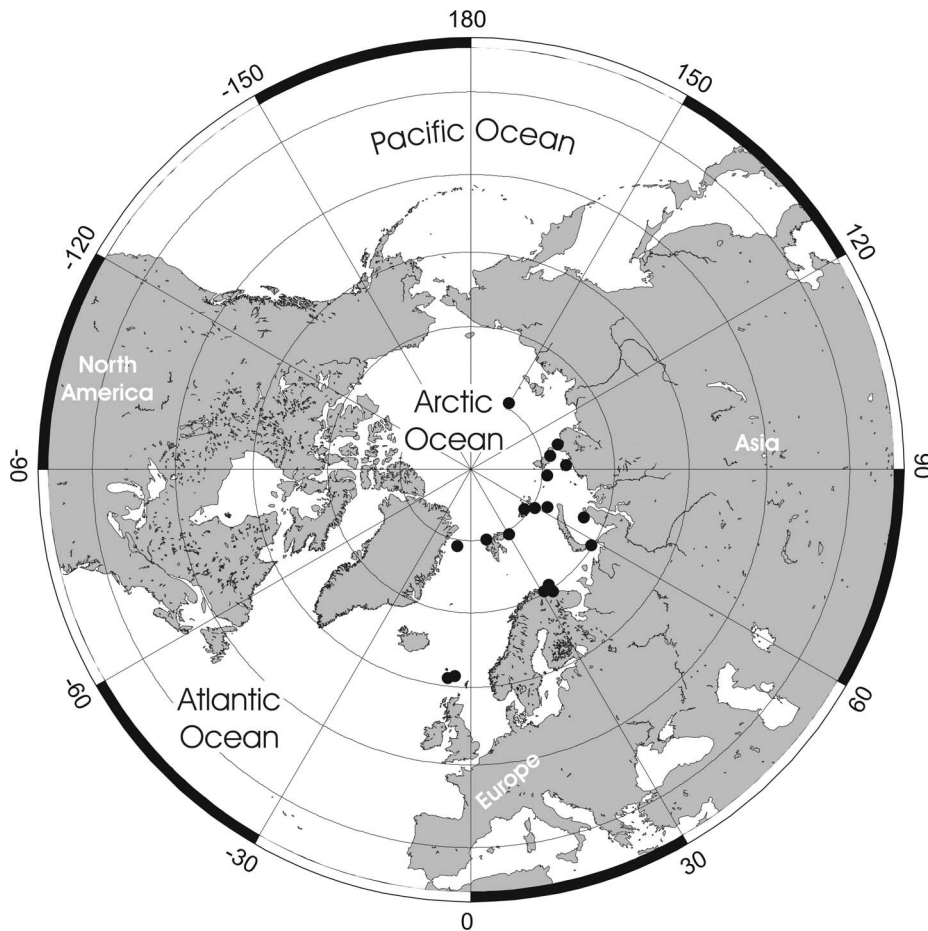 180
-150
150
Pacific Ocean
-120
120
North
America
Arctic
Ocean
Asia
-90
90
-60
60
Atlantic
Ocean
Europe
-30
30
0